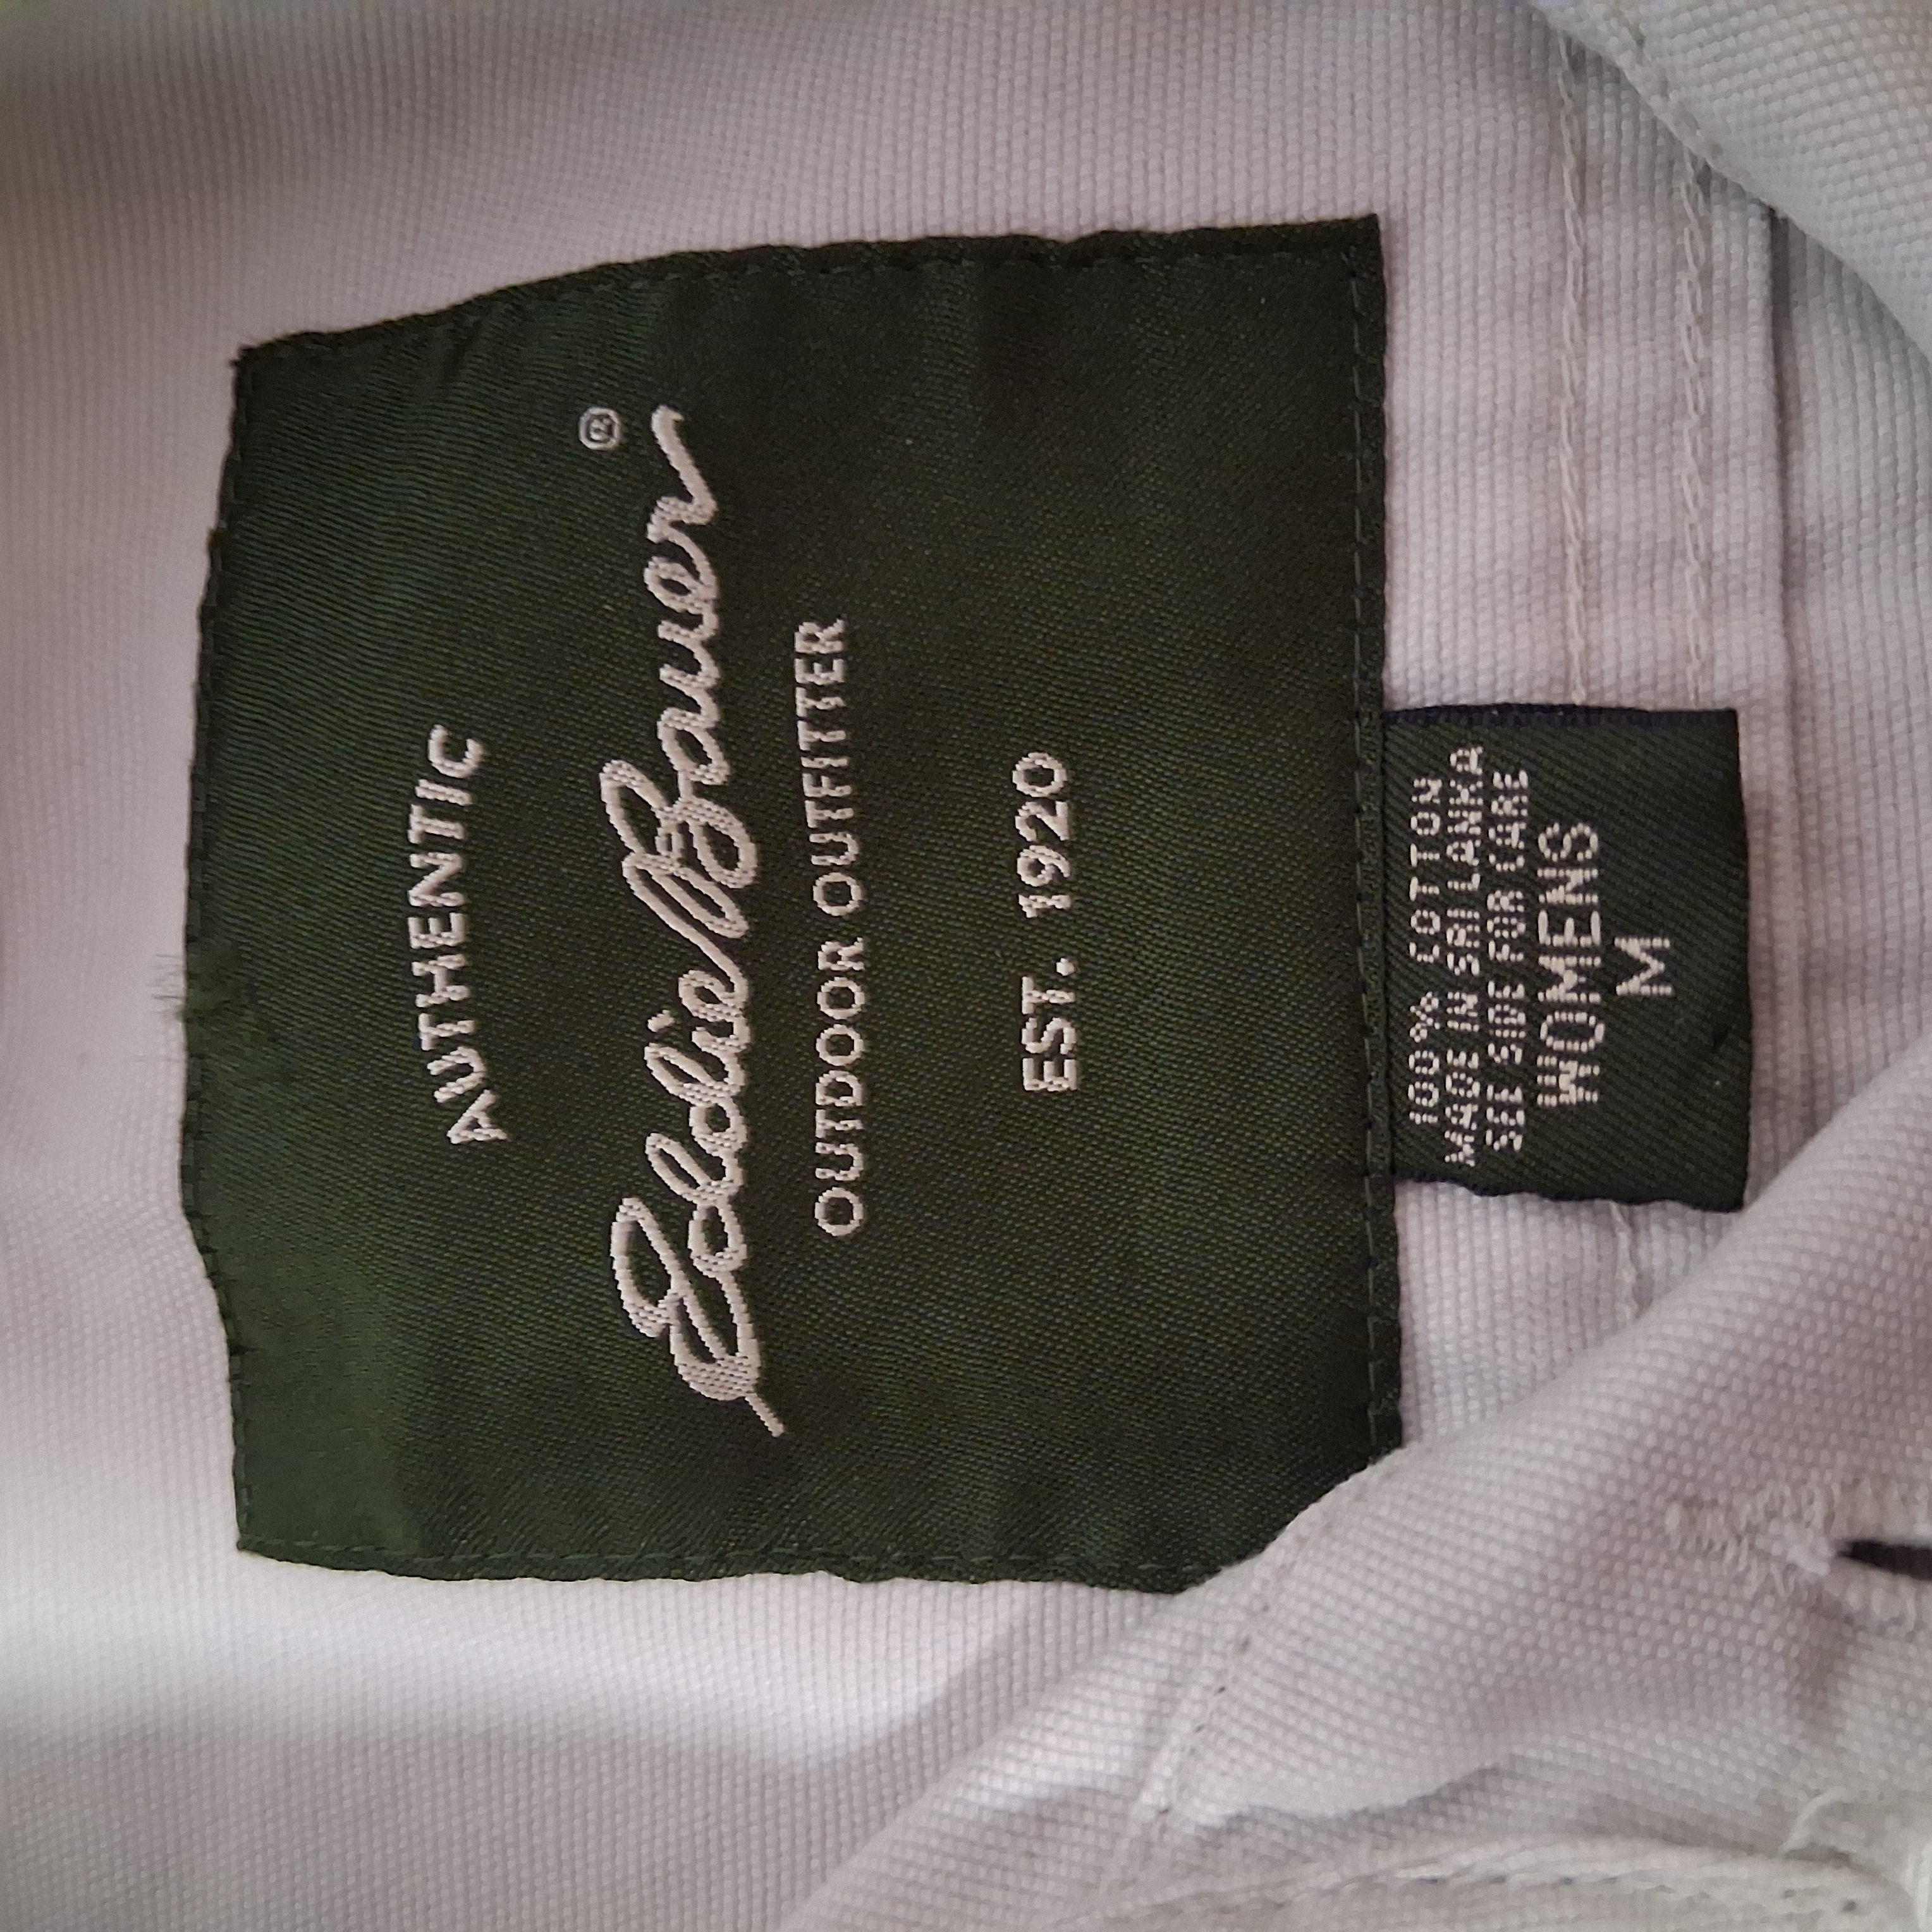 AUTHENTIC
Eddie Bauer®
OUTDOOR OUTFITTER
EST. 1920
100% COTTON
MADE IN SRI LANKA
SEE SIDE FOR CARE
WOMENS
M